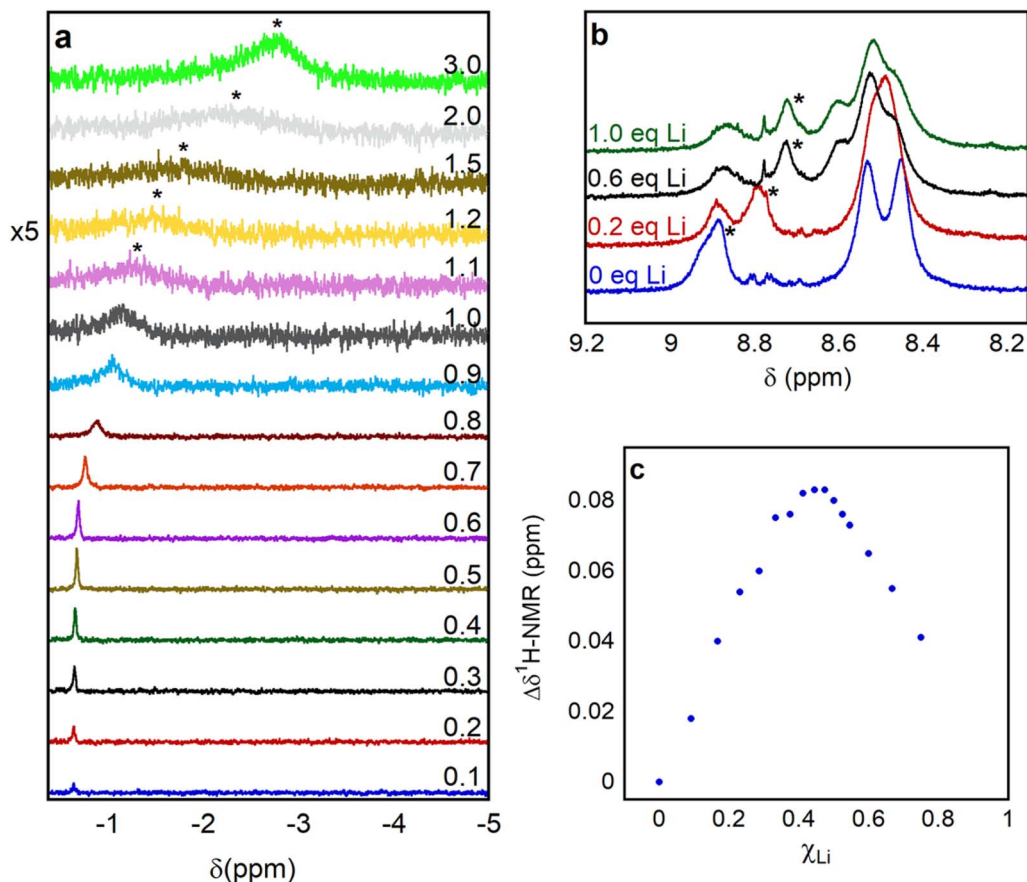 a
*
3.0
*
2.0
*
1.5
*
x5
1.2
*
1.1
1.0
0.9
0.8
0.7
0.6
0.5
0.4
0.3
0.2
0.1
-1 -2 -3 -4 -5
δ(ppm)
b
*
1.0 eq Li
*
0.6 eq Li
*
0.2 eq Li
*
0 eq Li
9.2 9 8.8 8.6 8.4 8.2
δ (ppm)
c
0.08
0.06
0.04
0.02
0
Δδ¹H-NMR (ppm)
0 0.2 0.4 0.6 0.8 1
χLi